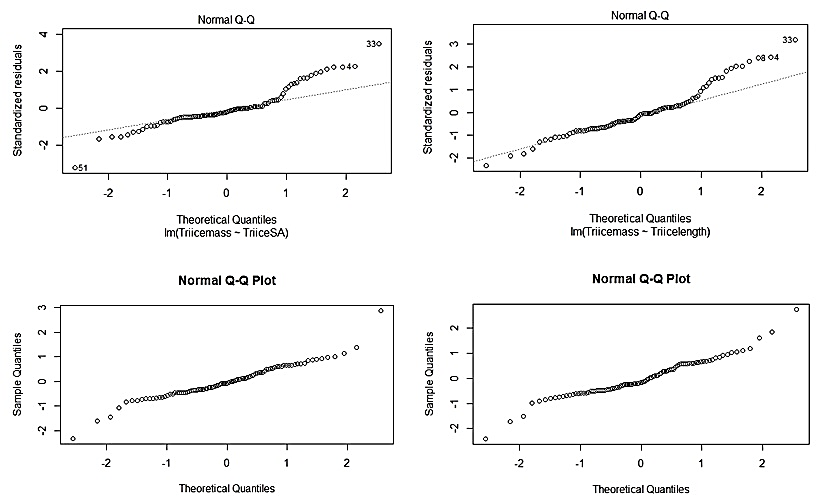 Normal Q-Q
Standardized residuals
4
2
0
-2
33
4
51
-2 -1 0 1 2
Theoretical Quantiles
lm(Triicemass ~ TriiceSA)
Normal Q-Q
Standardized residuals
3
2
1
0
-1
-2
33
8 4
-2 -1 0 1 2
Theoretical Quantiles
lm(Triicemass ~ Triicelength)
Normal Q-Q Plot
Sample Quantiles
3
2
1
0
-1
-2
-2 -1 0 1 2
Theoretical Quantiles
Normal Q-Q Plot
Sample Quantiles
2
1
0
-1
-2
-2 -1 0 1 2
Theoretical Quantiles